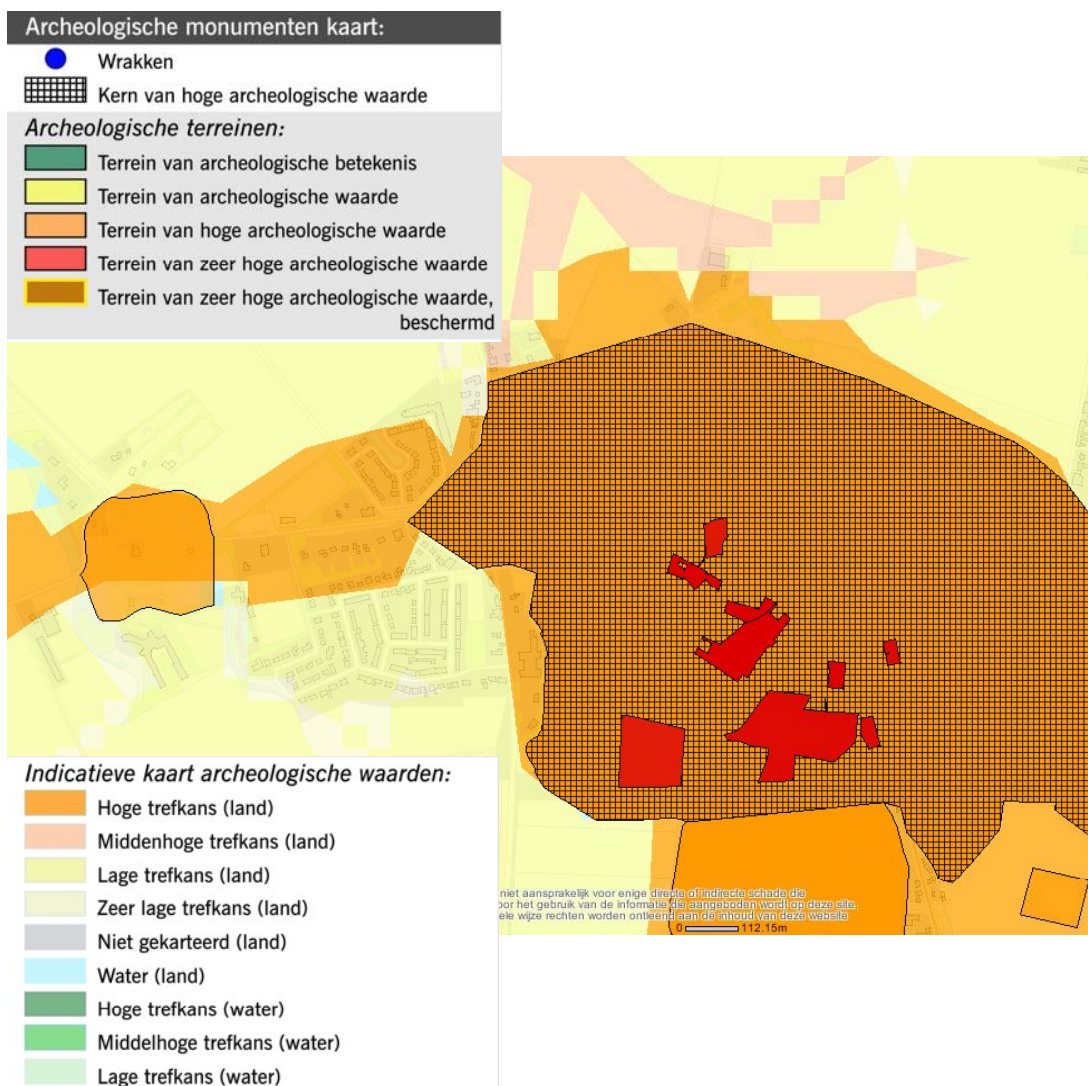 Archeologische monumenten kaart:
Wrakken
Kern van hoge archeologische waarde
Archeologische terreinen:
Terrein van archeologische betekenis
Terrein van archeologische waarde
Terrein van hoge archeologische waarde
Terrein van zeer hoge archeologische waarde
Terrein van zeer hoge archeologische waarde,
beschermd
Indicatieve kaart archeologische waarden:
Hoge trefkans (land)
Middenhoge trefkans (land)
Lage trefkans (land)
Zeer lage trefkans (land)
Niet gekarteerd (land)
Water (land)
Hoge trefkans (water)
Middelhoge trefkans (water)
Lage trefkans (water)
niet aansprakelijk voor enige directe of indirecte schade die
oor het gebruik van de informatie die aangeboden wordt op deze site.
ele wijze rechten worden ontleend aan de inhoud van deze website
0 112.15m